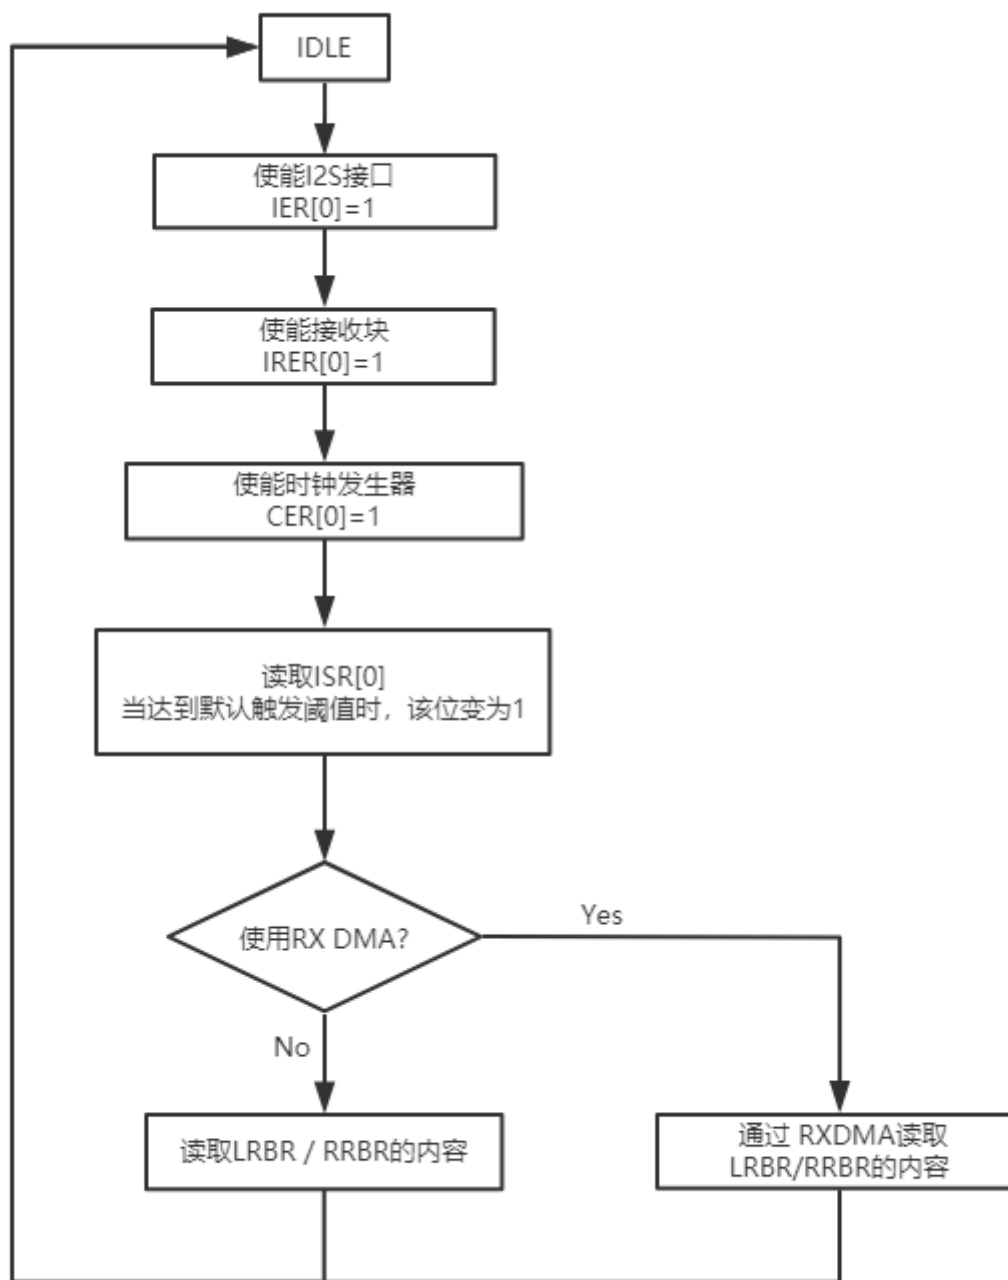 IDLE
使能I2S接口
IER[0]=1
使能接收块
IRER[0]=1
使能时钟发生器
CER[0]=1
读取ISR[0]
当达到默认触发阈值时，该位变为1
使用RX DMA?
Yes
No
读取LRBR / RRBR的内容
通过 RXDMA读取
LRBR/RRBR的内容